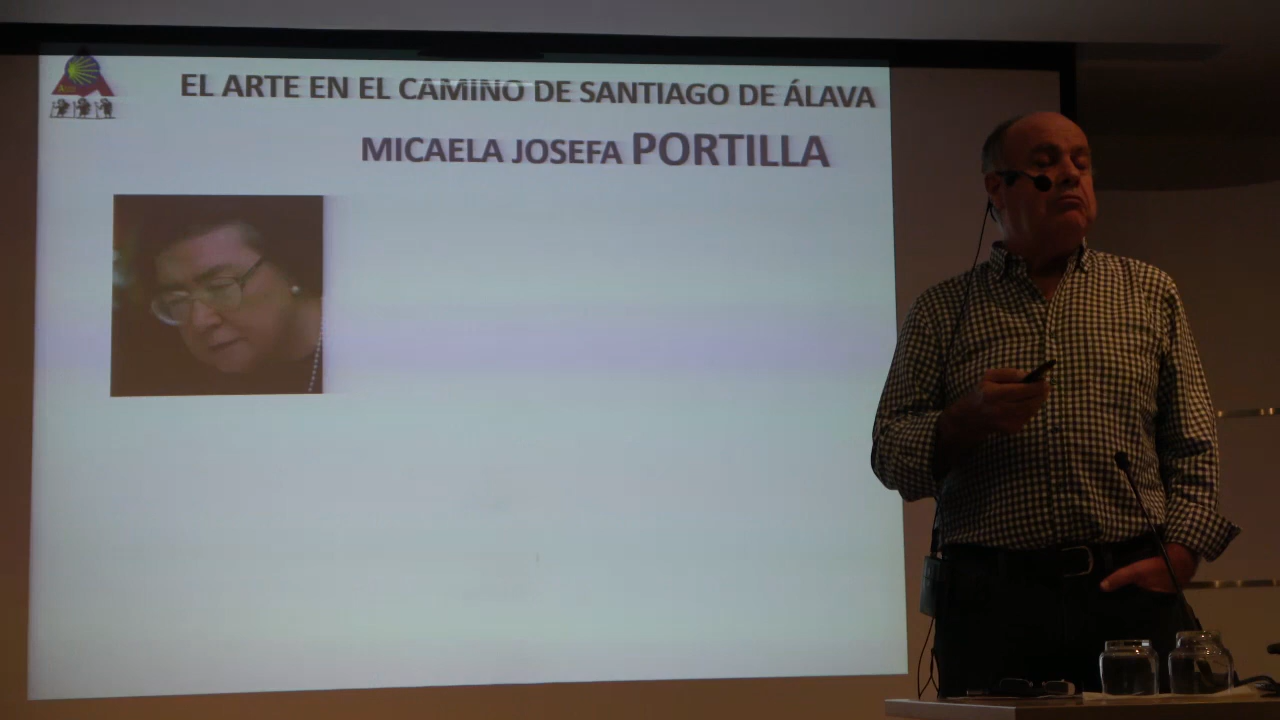 EL ARTE EN EL CAMINO DE SANTIAGO DE ÁLAVA
MICAELA JOSEFA PORTILLA